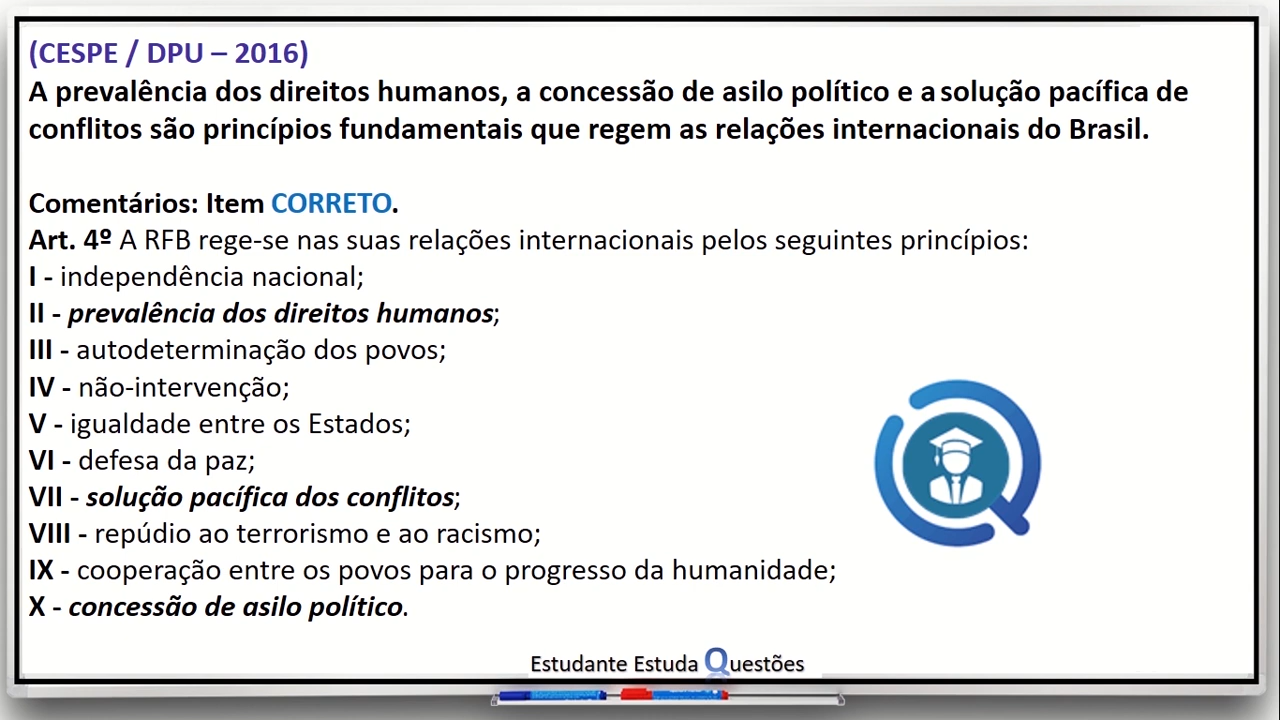 (CESPE / DPU – 2016)
A prevalência dos direitos humanos, a concessão de asilo político e a solução pacífica de
conflitos são princípios fundamentais que regem as relações internacionais do Brasil.
Comentários: Item CORRETO.
Art. 4º A RFB rege-se nas suas relações internacionais pelos seguintes princípios:
I - independência nacional;
II - prevalência dos direitos humanos;
III - autodeterminação dos povos;
IV - não-intervenção;
V - igualdade entre os Estados;
VI - defesa da paz;
VII - solução pacífica dos conflitos;
VIII - repúdio ao terrorismo e ao racismo;
IX - cooperação entre os povos para o progresso da humanidade;
X - concessão de asilo político.
Estudante Estuda Questões